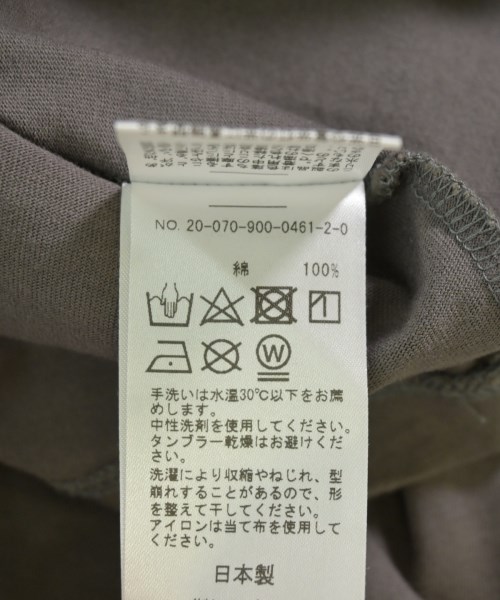 NO. 20-070-900-0461-2-0
綿 100%
W
手洗いは水温30℃以下をお薦
めします。
中性洗剤を使用してください。
タンブラー乾燥はお避けくだ
さい。
洗濯により収縮やねじれ、型
崩れすることがあるので、形
を整えて干してください。
アイロンは当て布を使用して
ください。
日本製